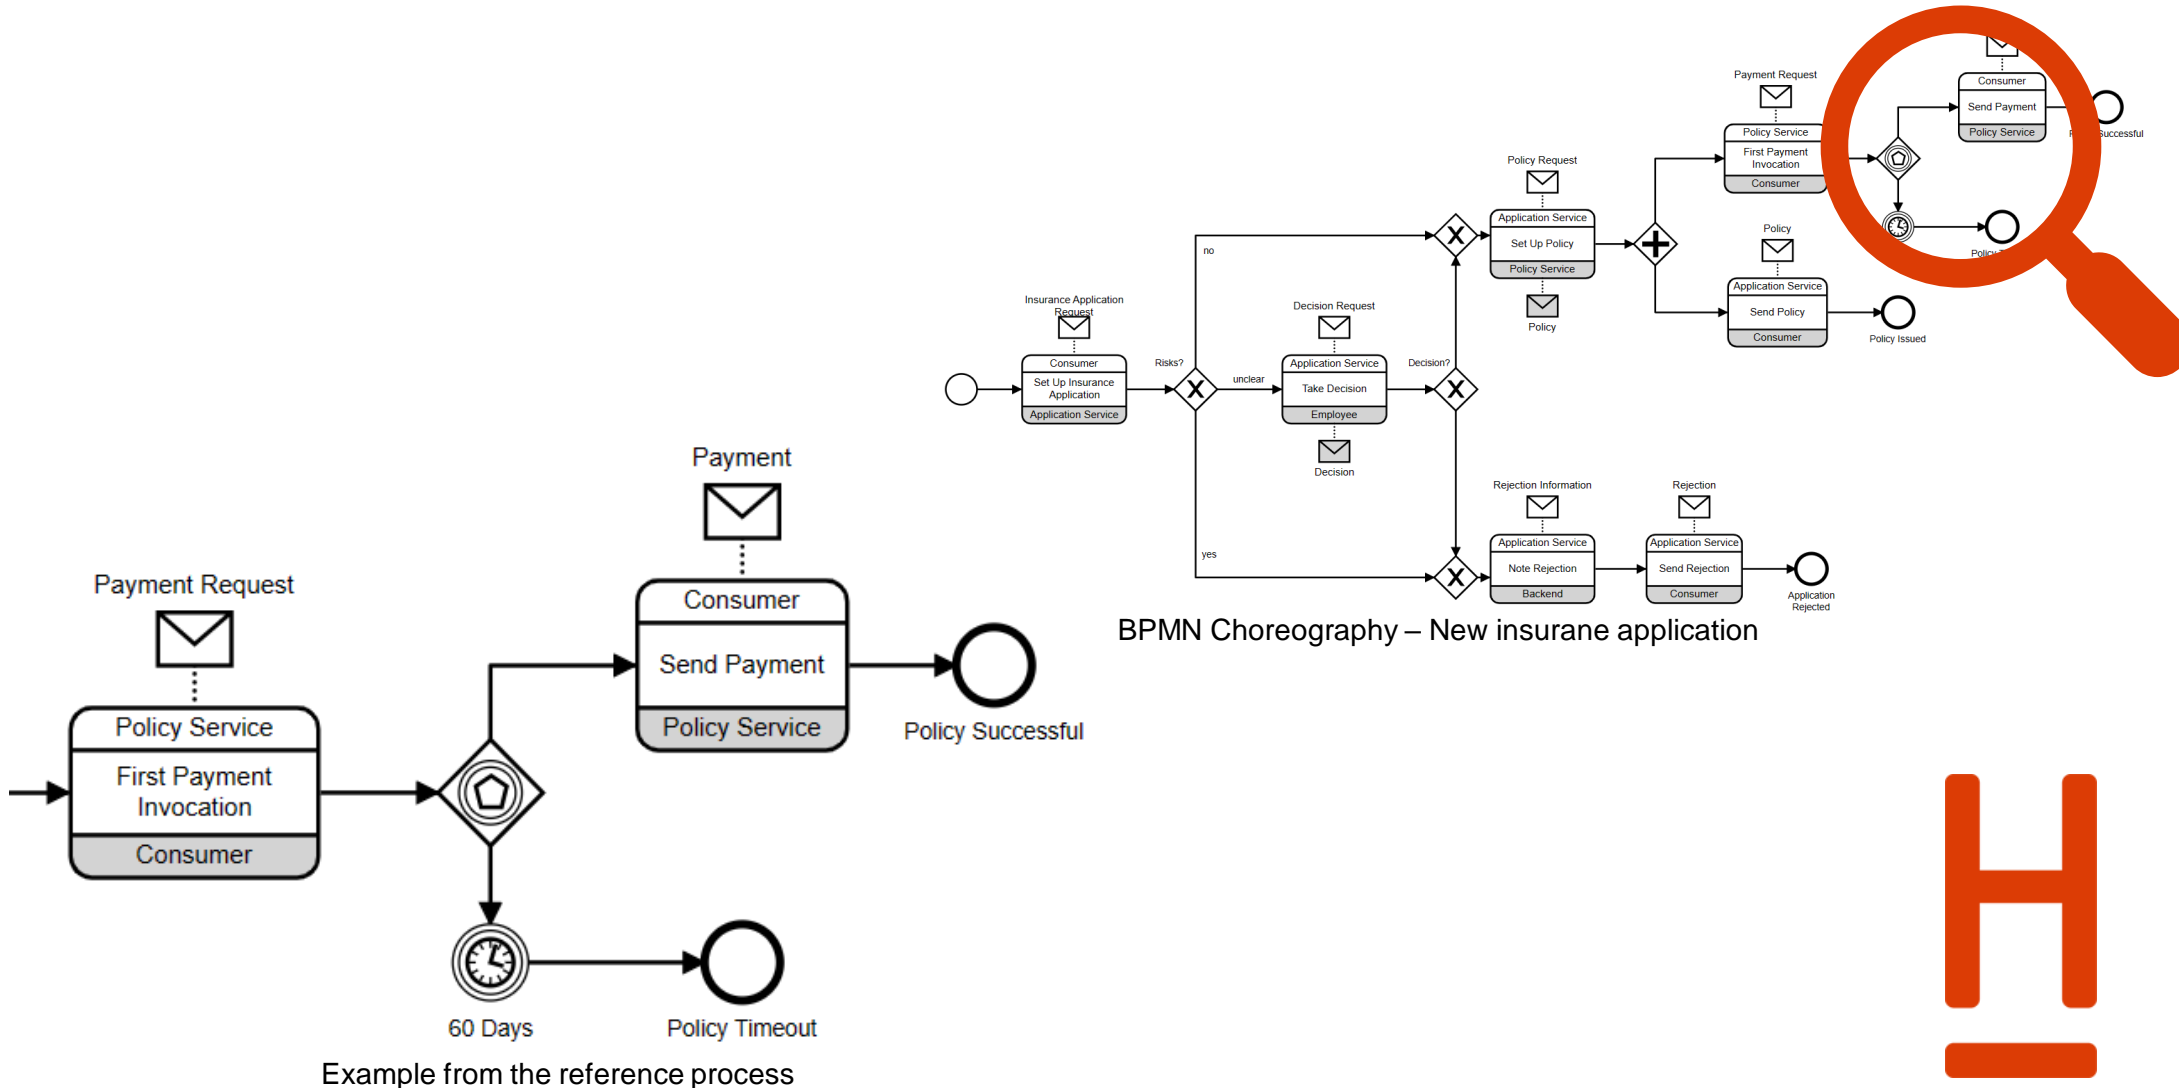 Payment Request
Policy Service
First Payment
Invocation
Consumer
Consumer
Send Payment
Policy Service
Successful
Policy Request
Application Service
Set Up Policy
Policy Service
Policy
Policy
Application Service
Send Policy
Consumer
Policy Issued
Policy
no
Insurance Application
Request
Consumer
Set Up Insurance
Application
Application Service
Risks?
X
unclear
Decision Request
Application Service
Take Decision
Employee
Decision
Decision?
X
X
yes
X
Rejection Information
Application Service
Note Rejection
Backend
Rejection
Application Service
Send Rejection
Consumer
Application
Rejected
BPMN Choreography – New insurane application
Payment Request
Policy Service
First Payment
Invocation
Consumer
Payment
Consumer
Send Payment
Policy Service
Policy Successful
60 Days
Policy Timeout
Example from the reference process
H